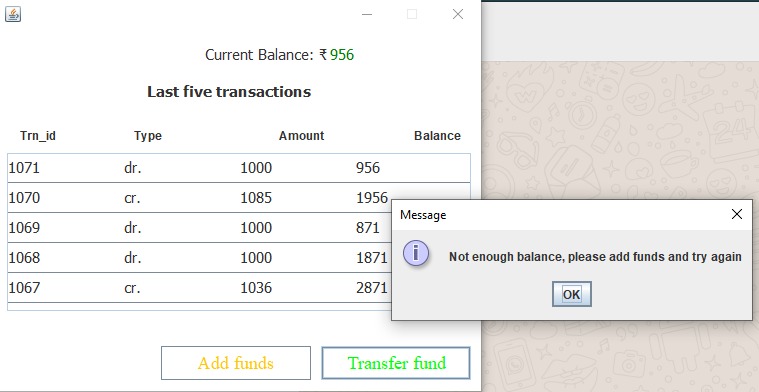 Current Balance: ₹ 956
Last five transactions
Trn_id Type Amount Balance
1071 dr. 1000 956
1070 cr. 1085 1956
1069 dr. 1000 871
1068 dr. 1000 1871
1067 cr. 1036 2871
Message
Not enough balance, please add funds and try again
OK
Add funds Transfer fund